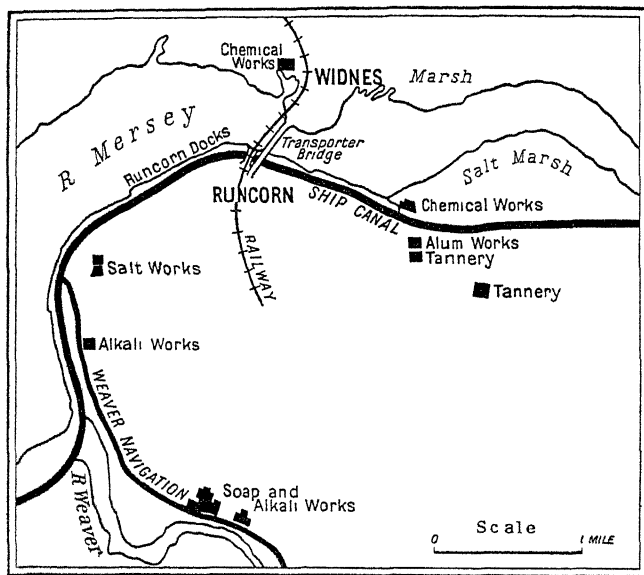 Chemical
Works
WIDNES
Marsh
R Mersey
Runcorn Docks
Transporter
Bridge
Salt Marsh
RUNCORN
SHIP CANAL
Chemical Works
RAILWAY
Alum Works
Tannery
Salt Works
Tannery
Alkali Works
WEAVER NAVIGATION
R Weaver
Soap and
Alkali Works
Scale
0 1 MILE